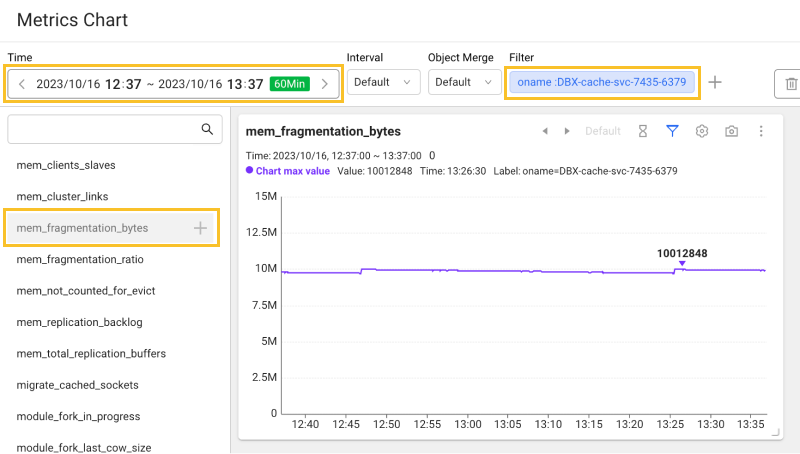 Metrics Chart
Time
Interval
Object Merge
Filter
2023/10/16 12:37 ~ 2023/10/16 13:37 60Min
Default
Default
oname :DBX-cache-svc-7435-6379
mem_clients_slaves
mem_cluster_links
mem_fragmentation_bytes
mem_fragmentation_ratio
mem_not_counted_for_evict
mem_replication_backlog
mem_total_replication_buffers
migrate_cached_sockets
module_fork_in_progress
module_fork_last_cow_size
mem_fragmentation_bytes
Default
Time: 2023/10/16, 12:37:00 ~ 13:37:00 0
Chart max value Value: 10012848 Time: 13:26:30 Label: oname=DBX-cache-svc-7435-6379
15M
12.5M
10M
7.5M
5M
2.5M
0
10012848
12:40 12:45 12:50 12:55 13:00 13:05 13:10 13:15 13:20 13:25 13:30 13:35